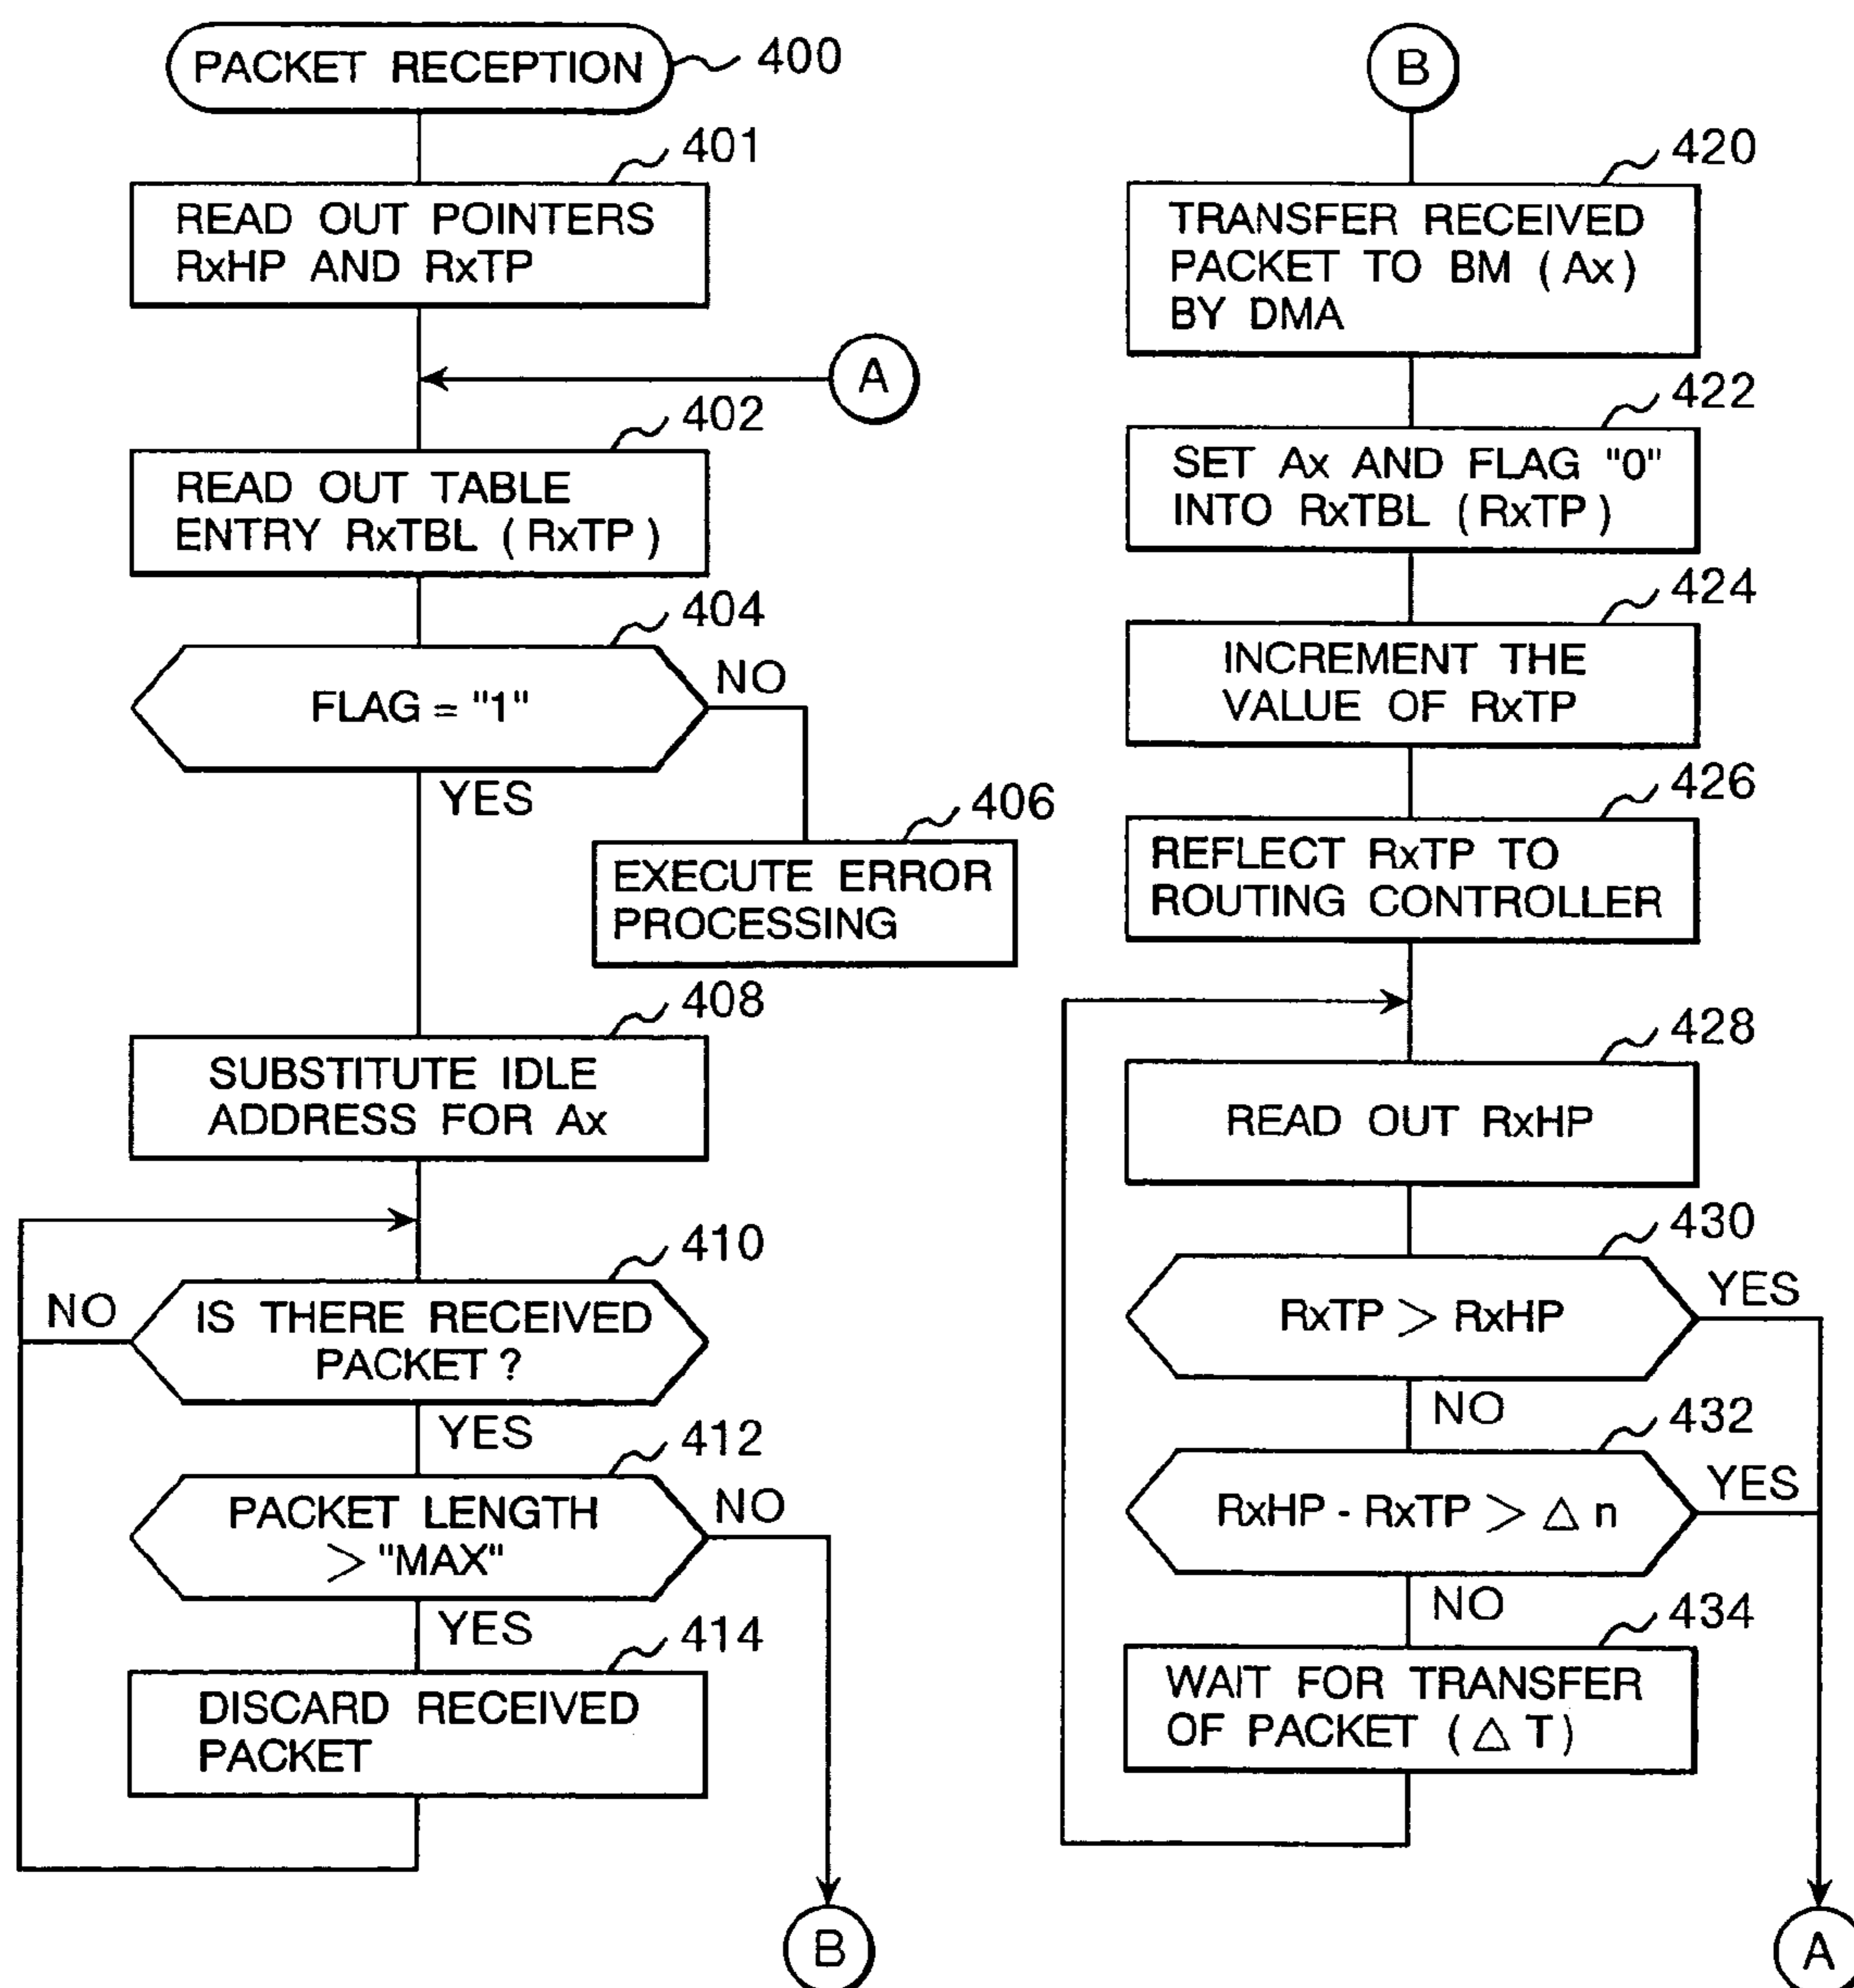 PACKET RECEPTION
400
401
READ OUT POINTERS
RxHP AND RxTP
A
402
READ OUT TABLE
ENTRY RxTBL (RxTP)
404
FLAG = "1"
NO
YES
406
EXECUTE ERROR
PROCESSING
408
SUBSTITUTE IDLE
ADDRESS FOR Ax
410
NO
IS THERE RECEIVED
PACKET ?
YES
412
PACKET LENGTH
> "MAX"
NO
YES
414
DISCARD RECEIVED
PACKET
B
B
420
TRANSFER RECEIVED
PACKET TO BM (Ax)
BY DMA
422
SET Ax AND FLAG "0"
INTO RxTBL (RxTP)
424
INCREMENT THE
VALUE OF RxTP
426
REFLECT RxTP TO
ROUTING CONTROLLER
428
READ OUT RxHP
430
RxTP > RxHP
YES
NO
432
RxHP - RxTP > △ n
YES
NO
434
WAIT FOR TRANSFER
OF PACKET (△ T)
A